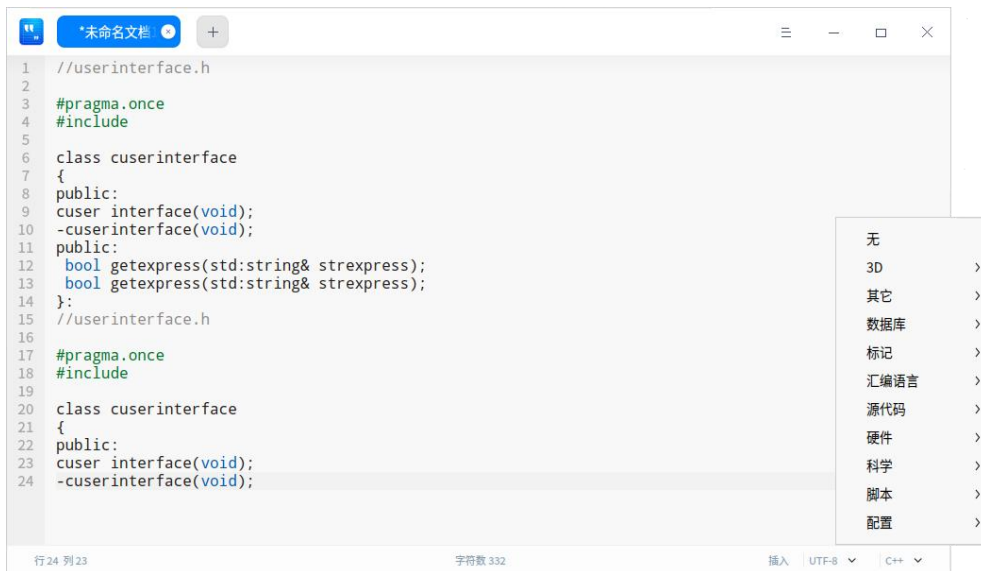 *未命名文档
//userinterface.h
#pragma.once
#include
class cuserinterface
{
public:
cuser interface(void);
-cuserinterface(void);
public:
bool getexpress(std:string& strexpress);
bool getexpress(std:string& strexpress);
}:
//userinterface.h
#pragma.once
#include
class cuserinterface
{
public:
cuser interface(void);
-cuserinterface(void);
1
2
3
4
5
6
7
8
9
10
11
12
13
14
15
16
17
18
19
20
21
22
23
24
无
3D
其它
数据库
标记
汇编语言
源代码
硬件
科学
脚本
配置
行 24 列 23
字符数 332
插入
UTF-8
C++